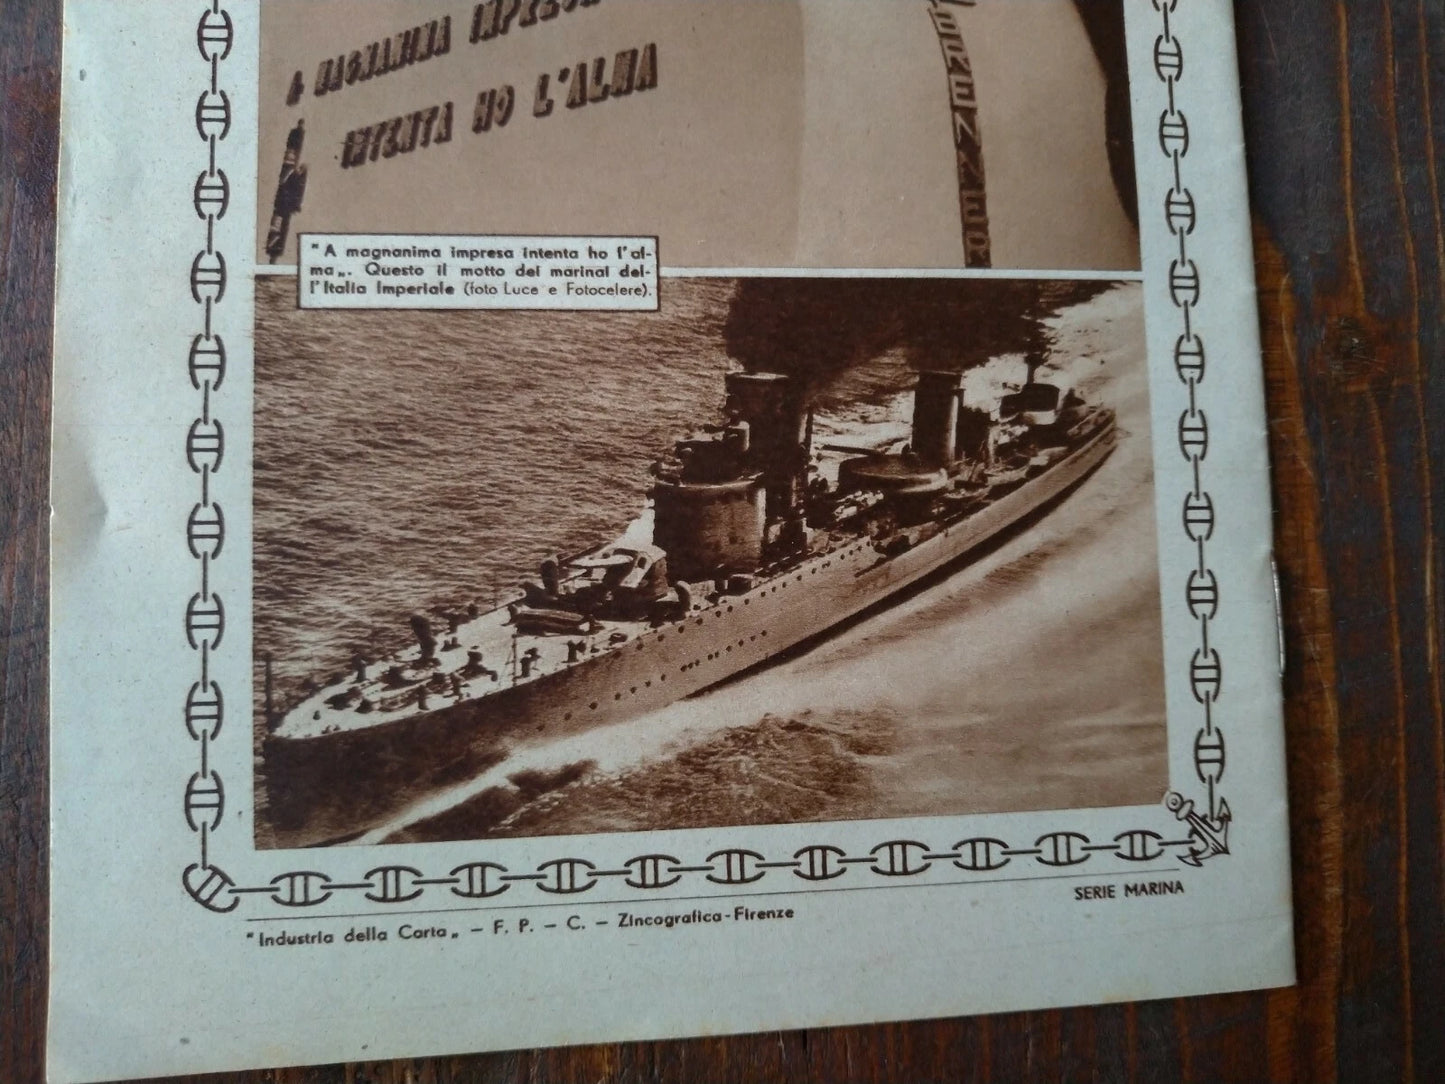 A MAGNANIMA IMPRESA
INTENTA HO L'ALMA
"A magnanima impresa intenta ho l'al-
ma„. Questo il motto dei marinai del-
l'Italia Imperiale (foto Luce e Fotocelere).
SERIE MARINA
"Industria della Carta„ – F. P. – C. – Zincografica-Firenze